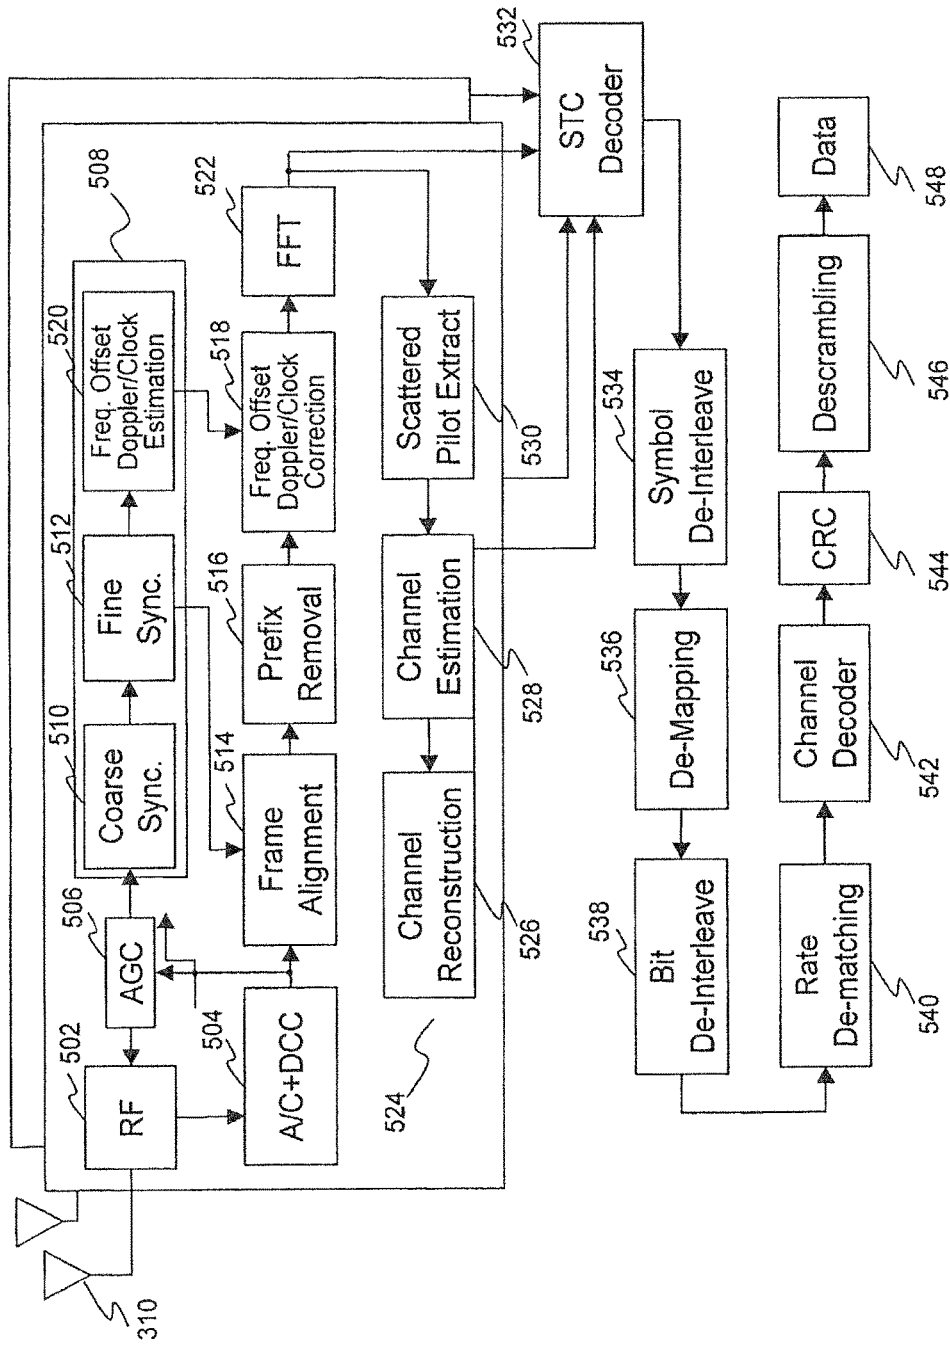 310
502
RF
506
AGC
504
A/C+DCC
508
510
Coarse
Sync.
512
Fine
Sync.
520
Freq. Offset
Doppler/Clock
Estimation
514
Frame
Alignment
516
Prefix
Removal
518
Freq. Offset
Doppler/Clock
Correction
522
FFT
524
Channel
Reconstruction
526
Channel
Estimation
528
Scattered
Pilot Extract
530
532
STC
Decoder
534
Symbol
De-Interleave
536
De-Mapping
538
Bit
De-Interleave
Rate
De-matching
540
Channel
Decoder
542
CRC
544
Descrambling
546
Data
548